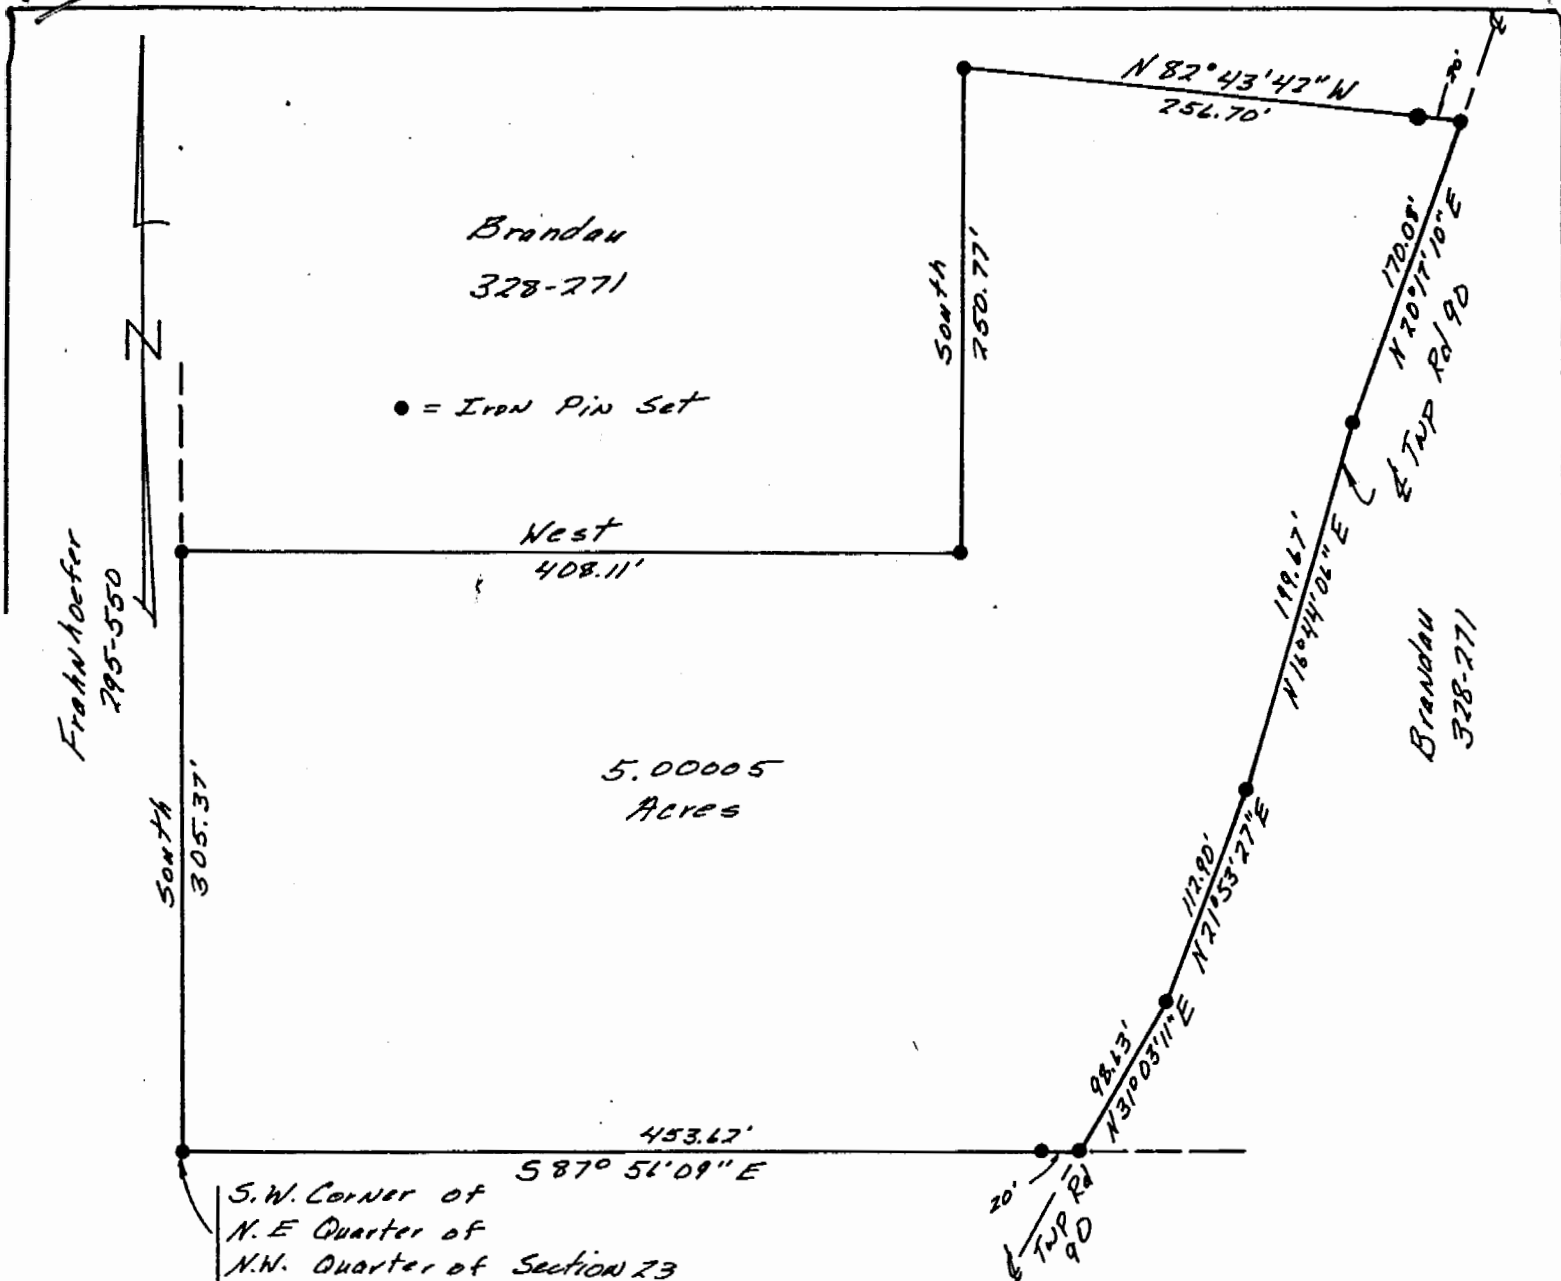 N 82° 43' 42" W
256.70'
20'
℄
Brandau
328-271
South
250.77'
170.08'
N 20° 17' 10" E
℄ TWP Rd 90
N
● = Iron Pin Set
West
408.11'
Frahnhoefer
295-550
199.67'
N 16° 44' 06" E
Brandau
328-271
5.00005
Acres
South
305.37'
112.90'
N 21° 53' 27" E
98.63'
N 31° 03' 11" E
453.62'
S 87° 56' 09" E
20'
℄ TWP Rd
90
S.W. Corner of
N.E Quarter of
N.W. Quarter of Section 23